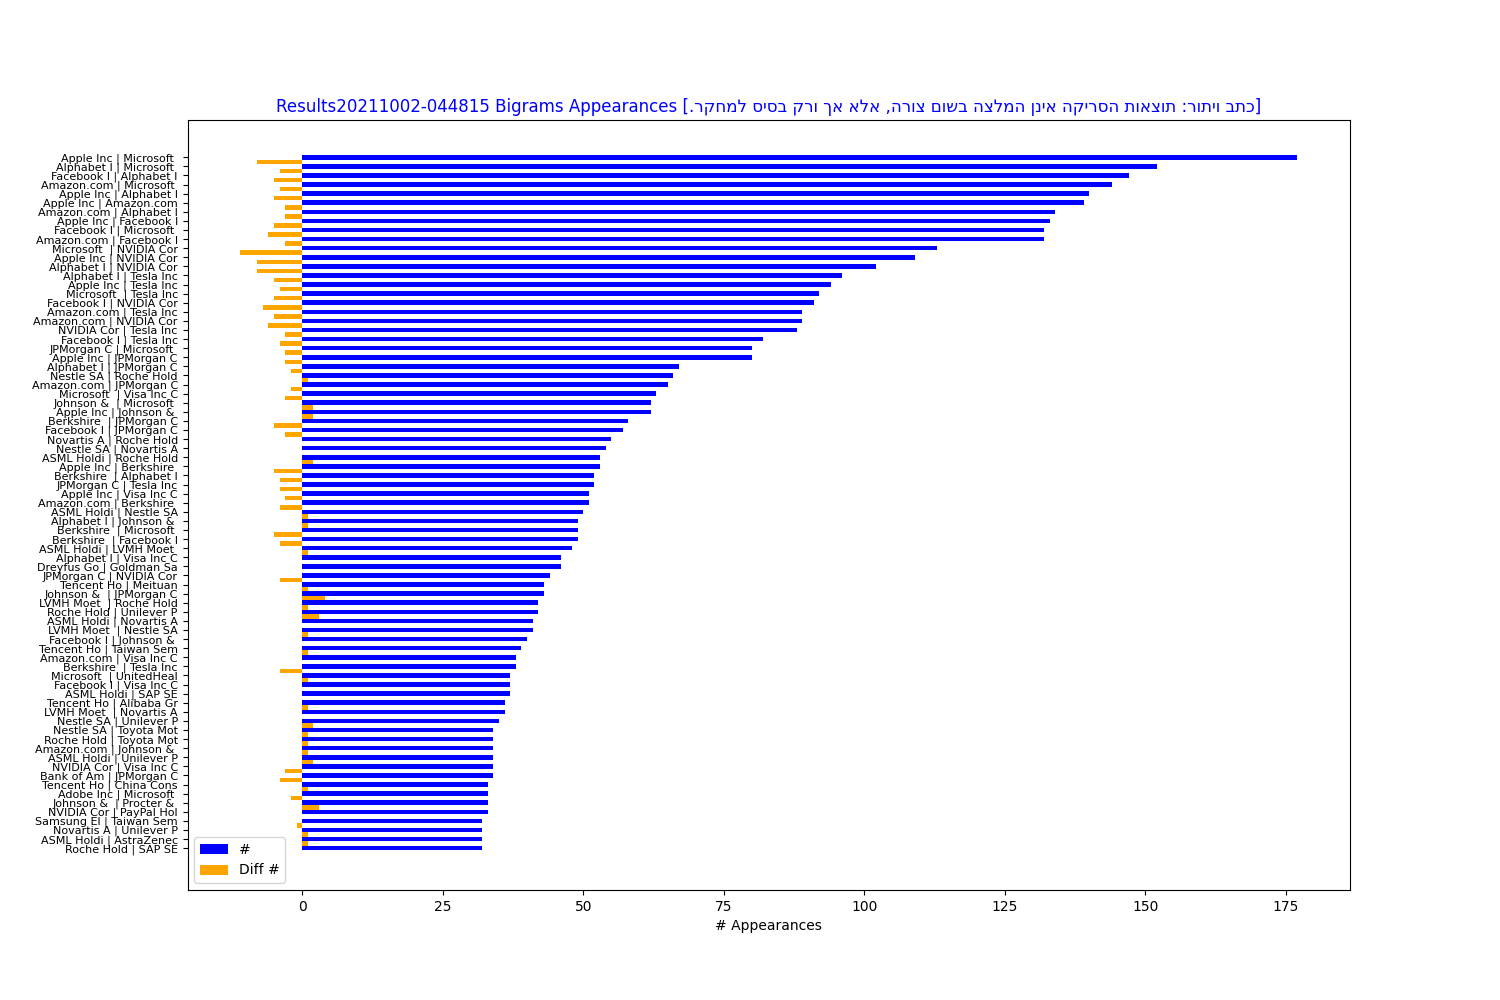 Results20211002-044815 Bigrams Appearances [כתב ויתור: תוצאות הסריקה אינן המלצה בשום צורה, אלא אך ורק בסיס למחקר.]
Apple Inc | Microsoft
Alphabet I | Microsoft
Facebook I | Alphabet I
Amazon.com | Microsoft
Apple Inc | Alphabet I
Apple Inc | Amazon.com
Amazon.com | Alphabet I
Apple Inc | Facebook I
Facebook I | Microsoft
Amazon.com | Facebook I
Microsoft | NVIDIA Cor
Apple Inc | NVIDIA Cor
Alphabet I | NVIDIA Cor
Alphabet I | Tesla Inc
Apple Inc | Tesla Inc
Microsoft | Tesla Inc
Facebook I | NVIDIA Cor
Amazon.com | Tesla Inc
Amazon.com | NVIDIA Cor
NVIDIA Cor | Tesla Inc
Facebook I | Tesla Inc
JPMorgan C | Microsoft
Apple Inc | JPMorgan C
Alphabet I | JPMorgan C
Nestle SA | Roche Hold
Amazon.com | JPMorgan C
Microsoft | Visa Inc C
Johnson & | Microsoft
Apple Inc | Johnson &
Berkshire | JPMorgan C
Facebook I | JPMorgan C
Novartis A | Roche Hold
Nestle SA | Novartis A
ASML Holdi | Roche Hold
Apple Inc | Berkshire
Berkshire | Alphabet I
JPMorgan C | Tesla Inc
Apple Inc | Visa Inc C
Amazon.com | Berkshire
ASML Holdi | Nestle SA
Alphabet I | Johnson &
Berkshire | Microsoft
Berkshire | Facebook I
ASML Holdi | LVMH Moet
Alphabet I | Visa Inc C
Dreyfus Go | Goldman Sa
JPMorgan C | NVIDIA Cor
Tencent Ho | Meituan
Johnson & | JPMorgan C
LVMH Moet | Roche Hold
Roche Hold | Unilever P
ASML Holdi | Novartis A
LVMH Moet | Nestle SA
Facebook I | Johnson &
Tencent Ho | Taiwan Sem
Amazon.com | Visa Inc C
Berkshire | Tesla Inc
Microsoft | UnitedHeal
Facebook I | Visa Inc C
ASML Holdi | SAP SE
Tencent Ho | Alibaba Gr
LVMH Moet | Novartis A
Nestle SA | Unilever P
Nestle SA | Toyota Mot
Roche Hold | Toyota Mot
Amazon.com | Johnson &
ASML Holdi | Unilever P
NVIDIA Cor | Visa Inc C
Bank of Am | JPMorgan C
Tencent Ho | China Cons
Adobe Inc | Microsoft
Johnson & | Procter &
NVIDIA Cor | PayPal Hol
Samsung El | Taiwan Sem
Novartis A | Unilever P
ASML Holdi | AstraZenec
Roche Hold | SAP SE
#
Diff #
0 25 50 75 100 125 150 175
# Appearances